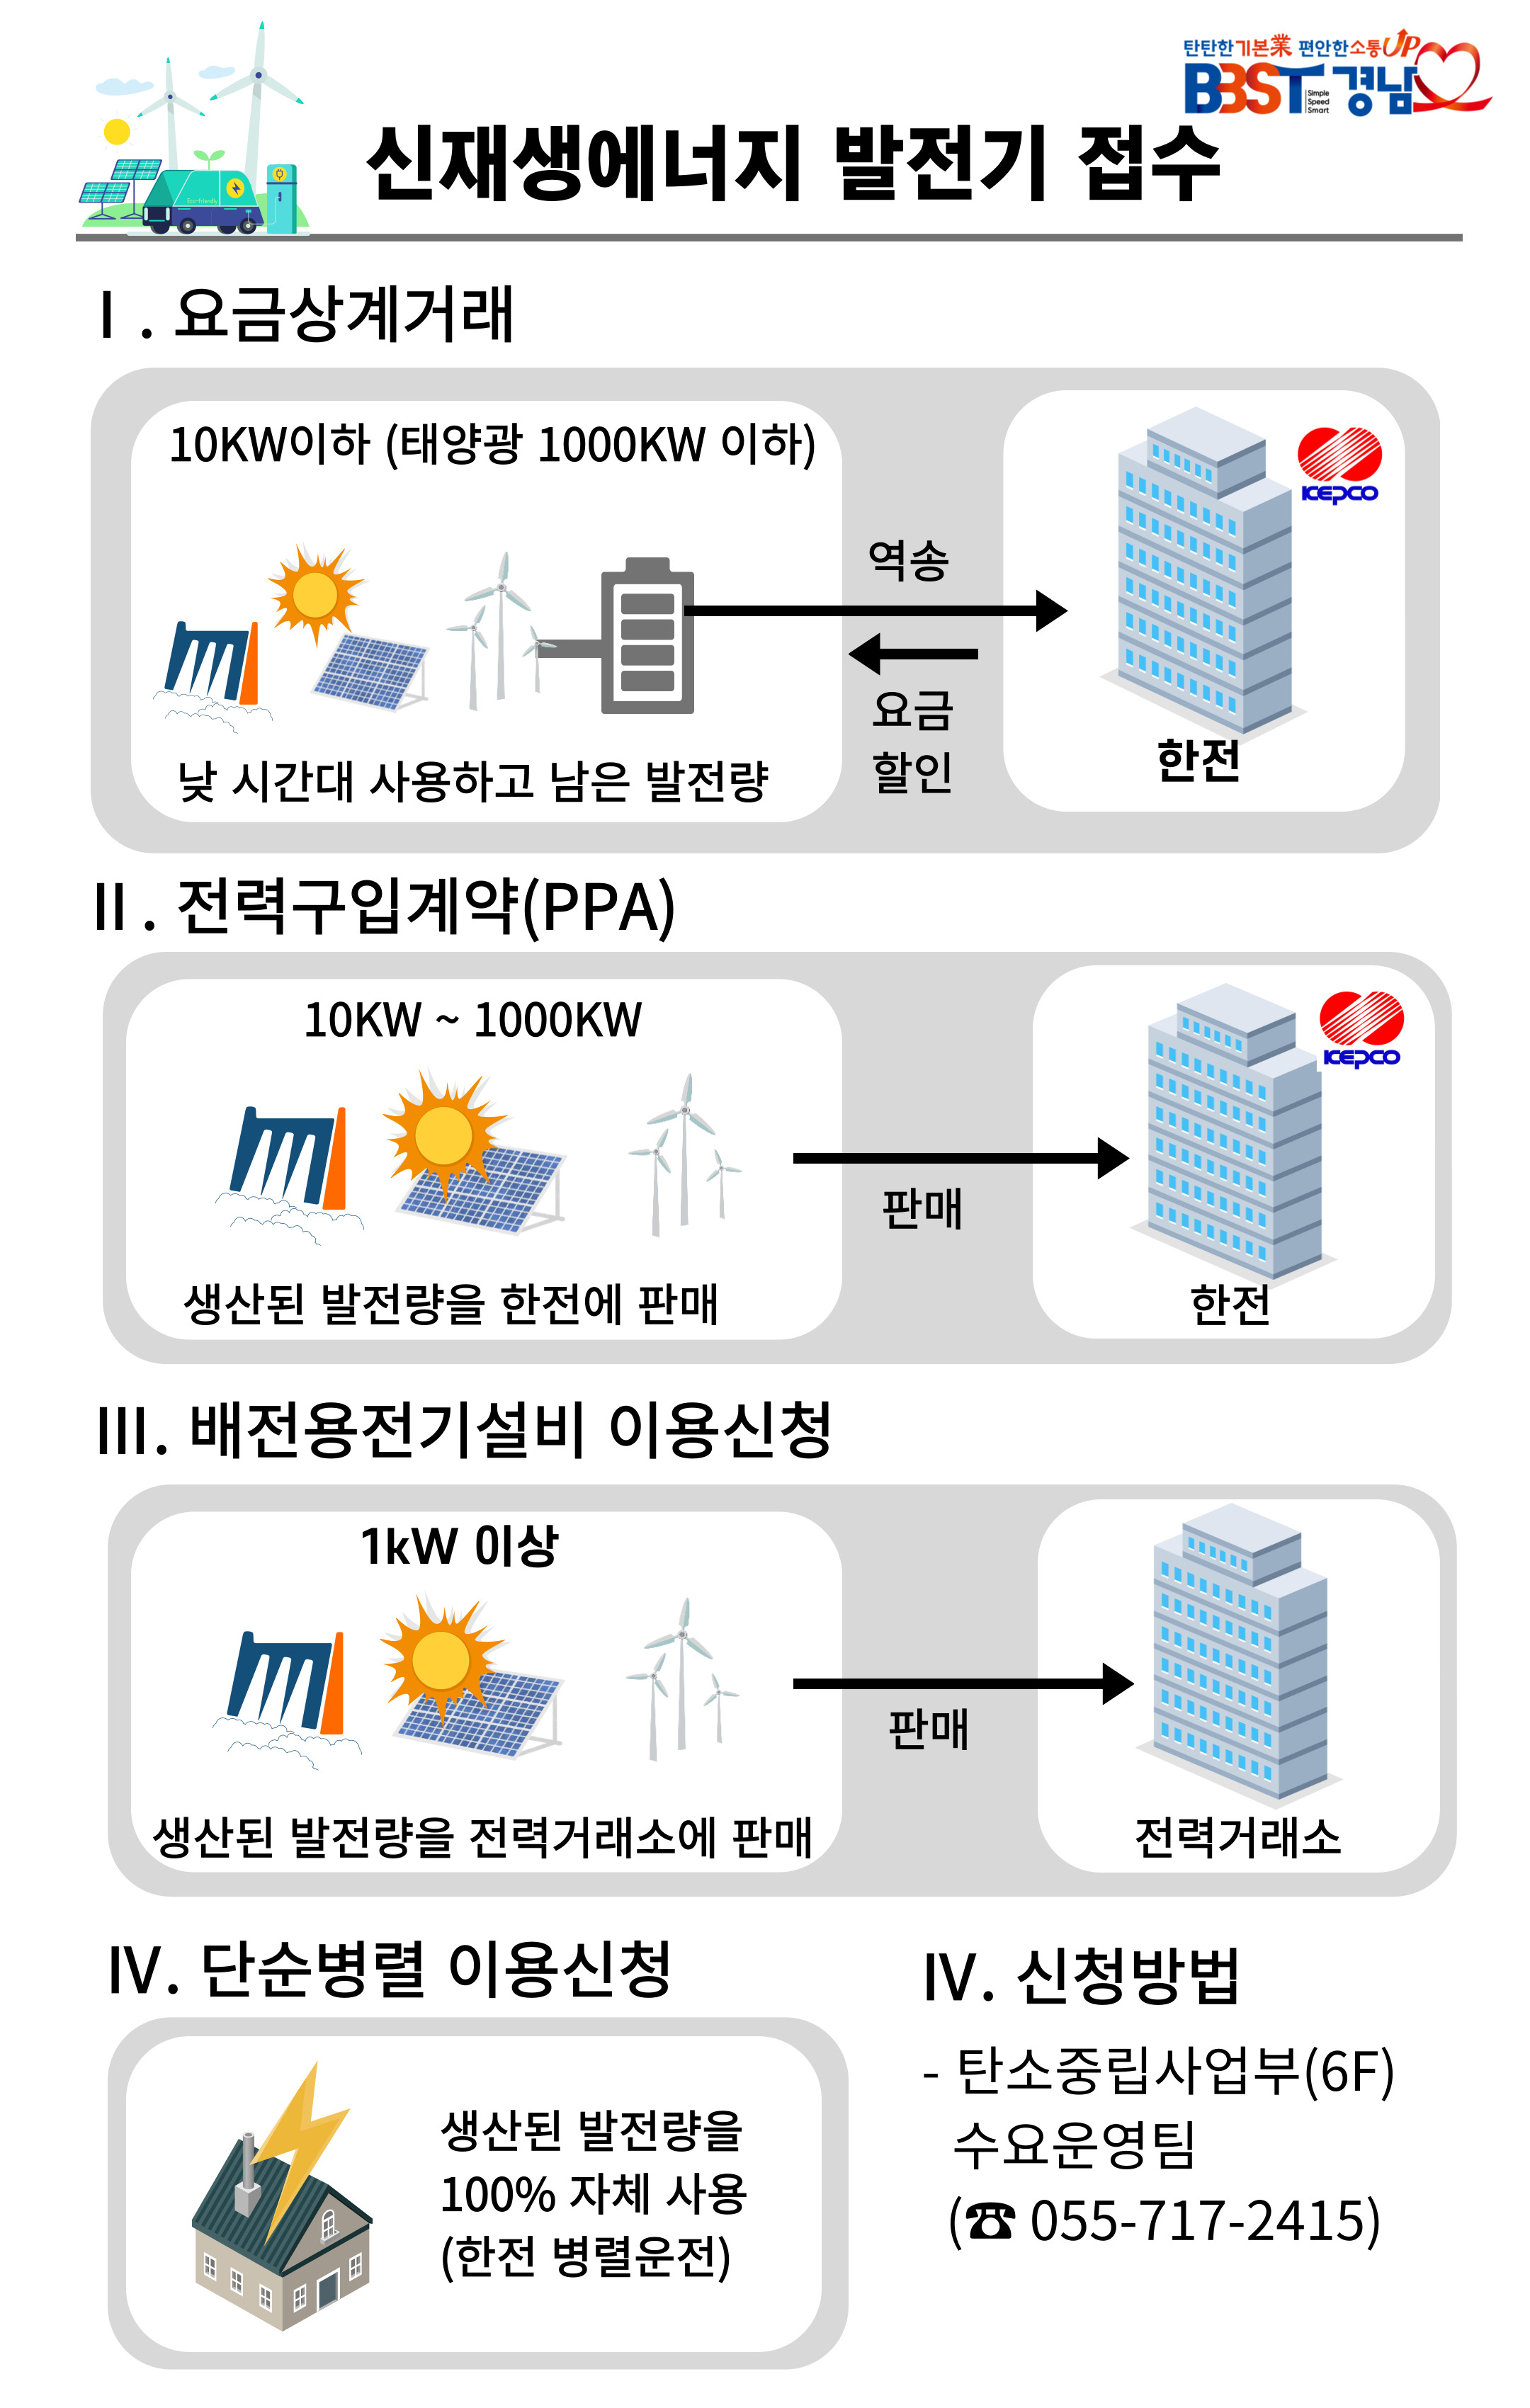 탄탄한기본業 편안한소통UP
BBST 경남
Simple
Speed
Smart
신재생에너지 발전기 접수
Eco-friendly
Ⅰ. 요금상계거래
10KW이하 (태양광 1000KW 이하)
KEPCO
역송
요금
할인
낮 시간대 사용하고 남은 발전량
한전
II. 전력구입계약(PPA)
10KW ~ 1000KW
KEPCO
판매
생산된 발전량을 한전에 판매
한전
III. 배전용전기설비 이용신청
1kW 이상
판매
생산된 발전량을 전력거래소에 판매
전력거래소
IV. 단순병렬 이용신청
생산된 발전량을
100% 자체 사용
(한전 병렬운전)
IV. 신청방법
- 탄소중립사업부(6F)
수요운영팀
(☎ 055-717-2415)